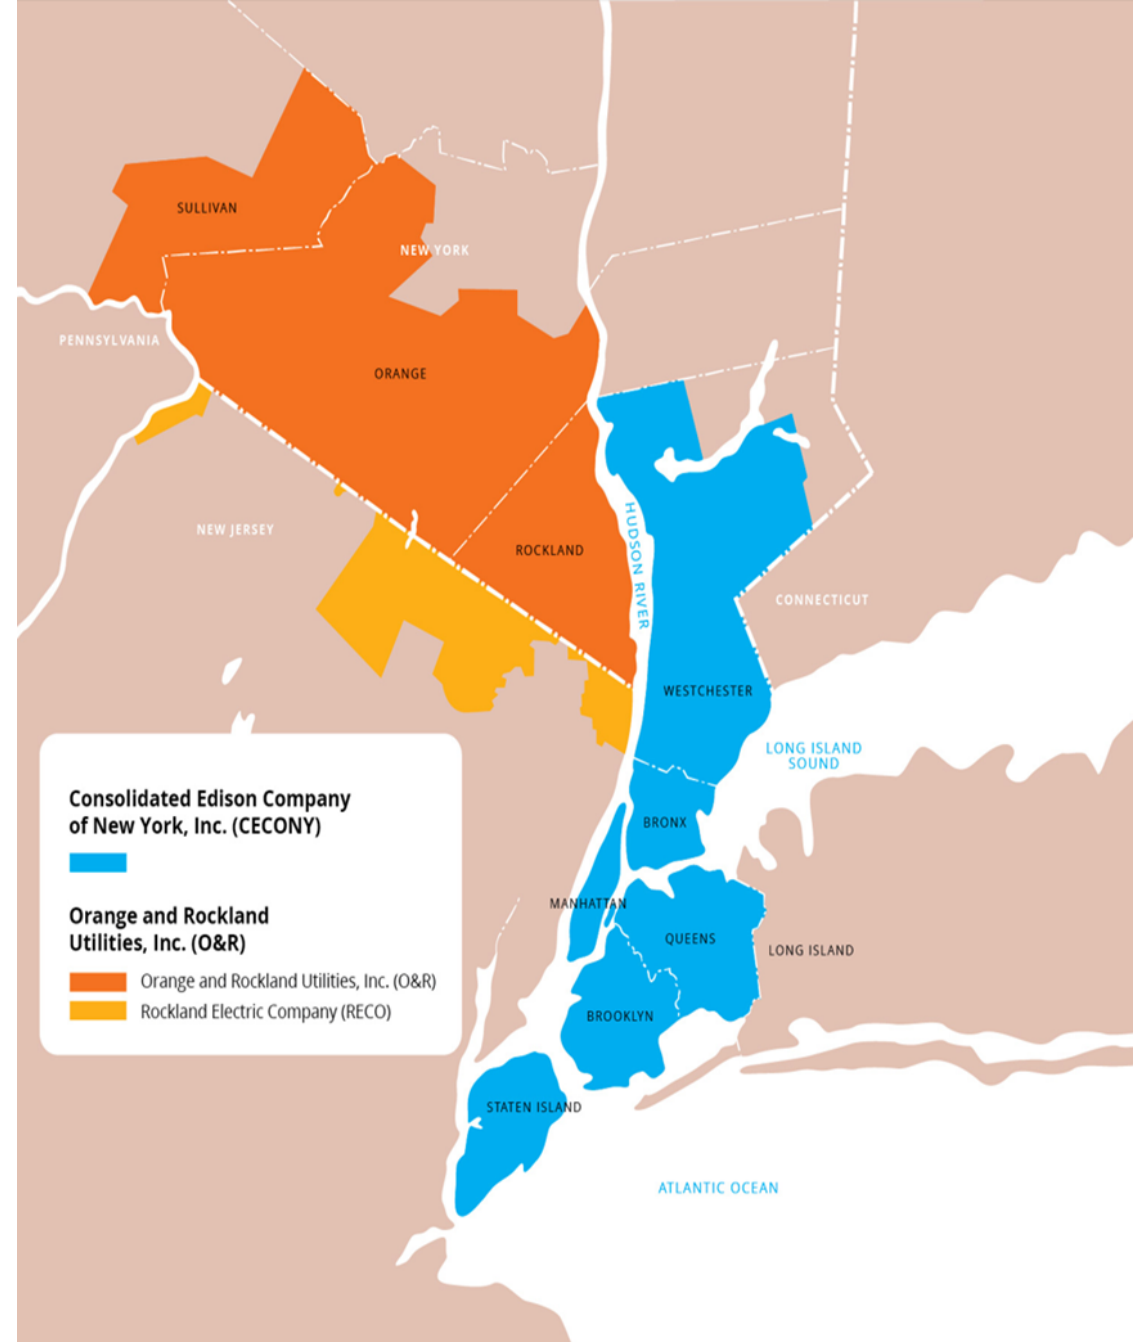 SULLIVAN
NEW YORK
PENNSYLVANIA
ORANGE
NEW JERSEY
ROCKLAND
HUDSON RIVER
CONNECTICUT
WESTCHESTER
LONG ISLAND
SOUND
Consolidated Edison Company
of New York, Inc. (CECONY)
Orange and Rockland
Utilities, Inc. (O&R)
Orange and Rockland Utilities, Inc. (O&R)
Rockland Electric Company (RECO)
BRONX
MANHATTAN
QUEENS
LONG ISLAND
BROOKLYN
STATEN ISLAND
ATLANTIC OCEAN